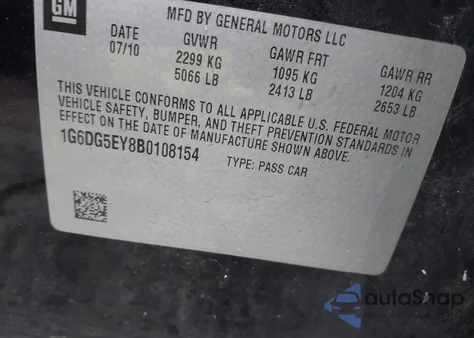 GM
MFD BY GENERAL MOTORS LLC
DATE GVWR GAWR FRT GAWR RR
07/10 2299 KG 1095 KG 1204 KG
5066 LB 2413 LB 2653 LB
THIS VEHICLE CONFORMS TO ALL APPLICABLE U.S. FEDERAL MOTOR
VEHICLE SAFETY, BUMPER, AND THEFT PREVENTION STANDARDS IN
EFFECT ON THE DATE OF MANUFACTURE SHOWN ABOVE.
1G6DG5EY8B0108154 TYPE: PASS CAR
autoSnap